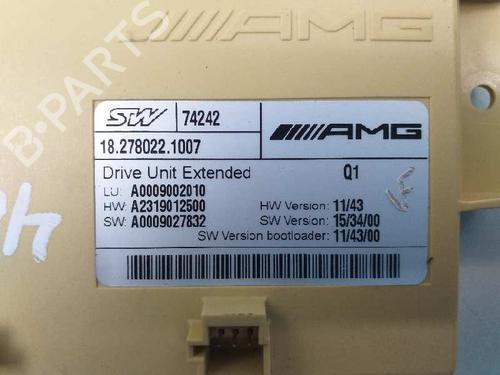 AMG
B-PARTS
SW 74242
18.278022.1007
AMG
Drive Unit Extended Q1
LU: A0009002010
HW: A2319012500 HW Version: 11/43
SW: A0009027832 SW Version: 15/34/00
SW Version bootloader: 11/43/00